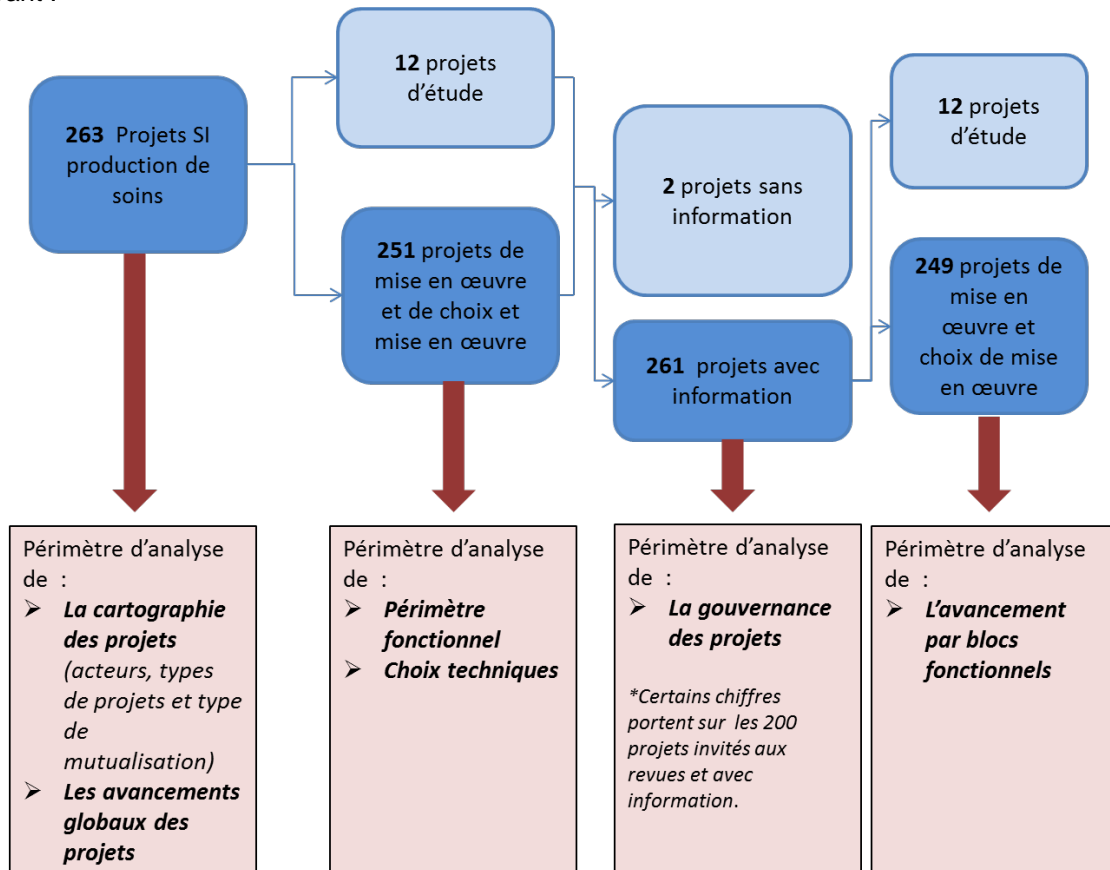 263 Projets SI
production de
soins
12 projets
d'étude
251 projets de
mise en œuvre
et de choix et
mise en œuvre
2 projets sans
information
261 projets avec
information
12 projets
d'étude
249 projets de
mise en
œuvre et
choix de mise
en œuvre
Périmètre d'analyse
de :
➢ La cartographie
des projets
(acteurs, types
de projets et type
de
mutualisation)
➢ Les avancements
globaux des
projets
Périmètre d'analyse
de :
➢ Périmètre
fonctionnel
➢ Choix techniques
Périmètre d'analyse
de :
➢ La gouvernance
des projets
*Certains chiffres
portent sur les 200
projets invités aux
revues et avec
information.
Périmètre d'analyse
de :
➢ L'avancement
par blocs
fonctionnels